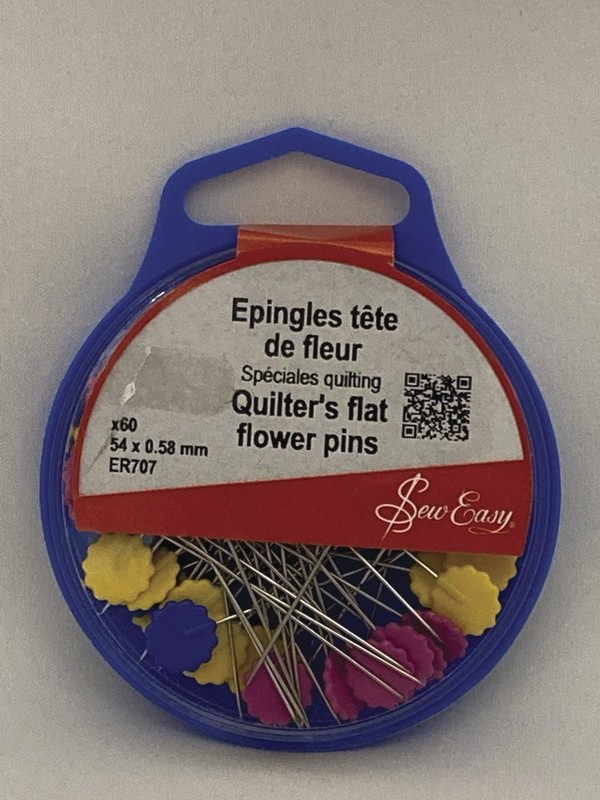 Epingles tête
de fleur
Spéciales quilting
Quilter's flat
flower pins
x60
54 x 0.58 mm
ER707
Sew Easy